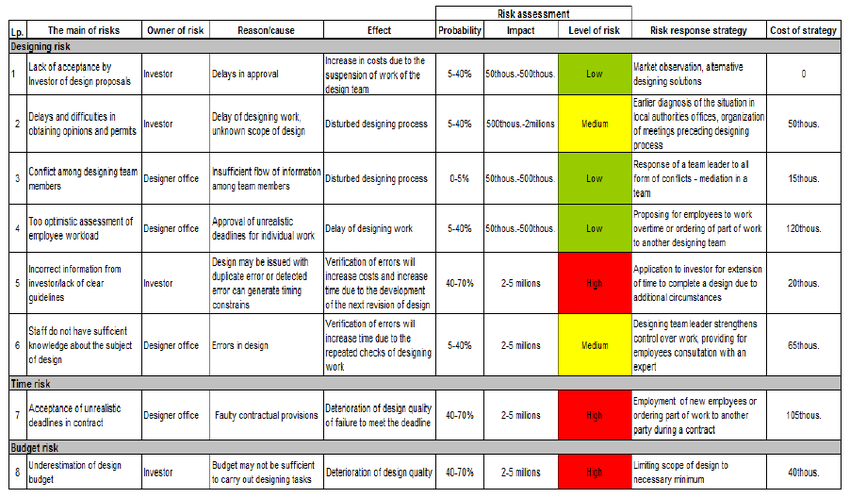 Risk assessment
Lp. The main of risks Owner of risk Reason/cause Effect Probability Impact Level of risk Risk response strategy Cost of strategy
Designing risk
1 Lack of acceptance by Investor of design proposals Investor Delays in approval Increase in costs due to the suspension of work of the design team 5-40% 50thous.-500thous. Low Market observation, alternative designing solutions 0
2 Delays and difficulties in obtaining opinions and permits Investor Delay of designing work, unknown scope of design Disturbed designing process 5-40% 500thous.-2milions Medium Earlier diagnosis of the situation in local authorities offices, organization of meetings preceding designing process 50thous.
3 Conflict among designing team members Designer office Insufficient flow of information among team members Disturbed designing process 0-5% 50thous.-500thous. Low Response of a team leader to all form of conflicts - mediation in a team 15thous.
4 Too optimistic assessment of employee workload Designer office Approval of unrealistic deadlines for individual work Delay of designing work 5-40% 50thous.-500thous. Low Proposing for employees to work overtime or ordering of part of work to another designing team 120thous.
5 Incorrect information from investor/lack of clear guidelines Investor Design may be issued with duplicate error or detected error can generate timing constrains Verification of errors will increase costs and increase time due to the development of the next revision of design 40-70% 2-5 milions High Application to investor for extension of time to complete a design due to additional circumstances 20thous.
6 Staff do not have sufficient knowledge about the subject of design Designer office Errors in design Verification of errors will increase time due to the repeated checks of designing work 5-40% 2-5 milions Medium Designing team leader strengthens control over work, providing for employees consultation with an expert 65thous.
Time risk
7 Acceptance of unrealistic deadlines in contract Designer office Faulty contractual provisions Deterioration of design quality of failure to meet the deadline 40-70% 2-5 milions High Employment of new employees or ordering part of work to another party during a contract 105thous.
Budget risk
8 Underestimation of design budget Investor Budget may not be sufficient to carry out designing tasks Deterioration of design quality 40-70% 2-5 milions High Limiting scope of design to necessary minimum 40thous.